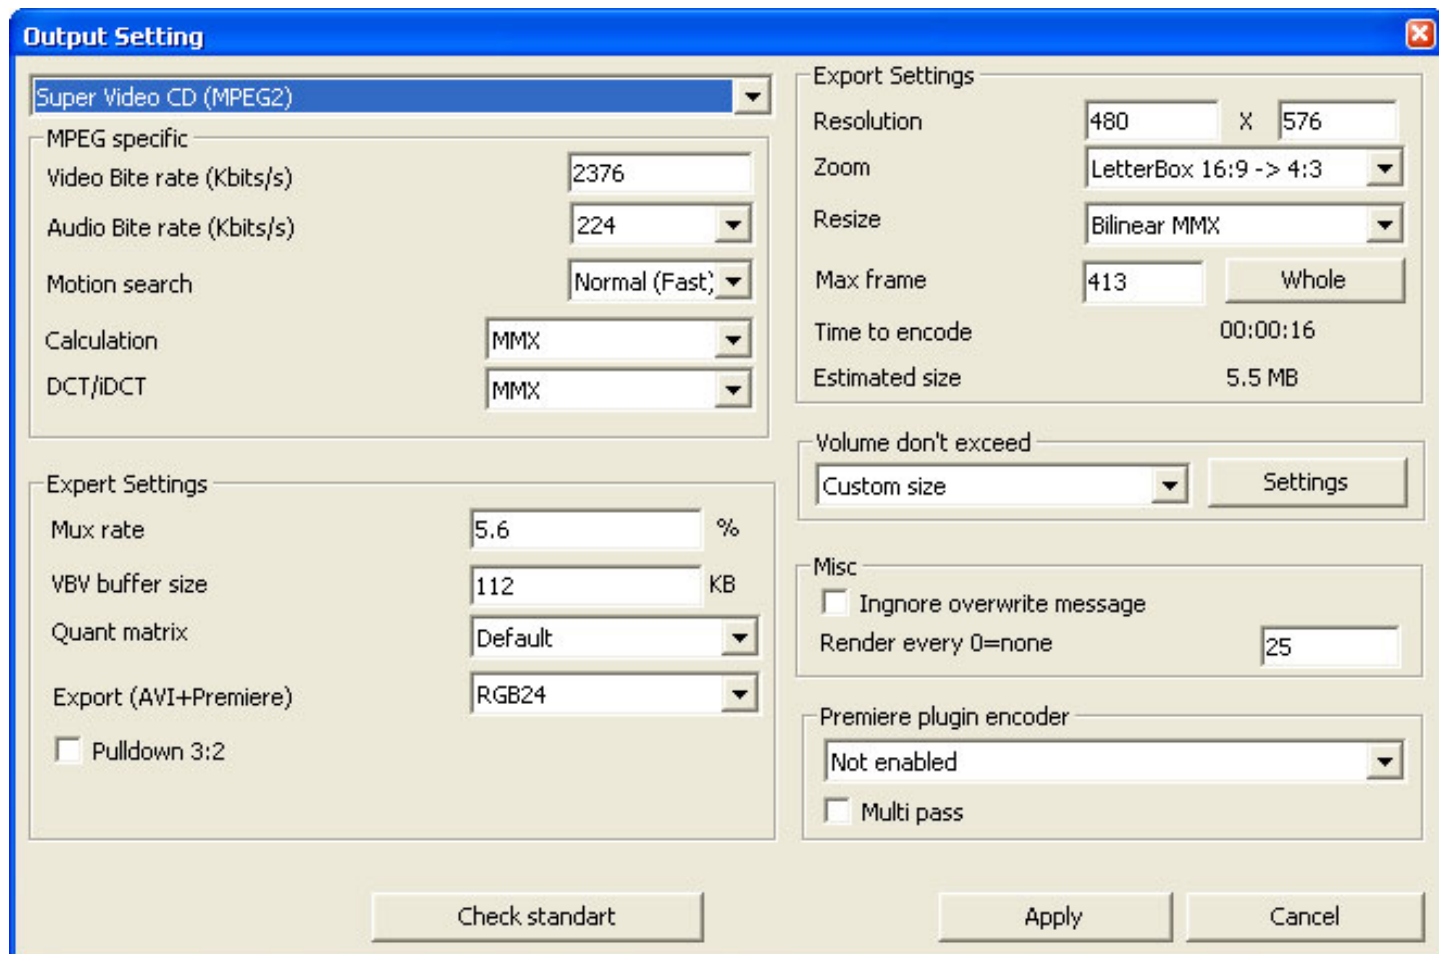 Output Setting
Super Video CD (MPEG2)
MPEG specific
Video Bite rate (Kbits/s) 2376
Audio Bite rate (Kbits/s) 224
Motion search Normal (Fast)
Calculation MMX
DCT/iDCT MMX
Expert Settings
Mux rate 5.6 %
VBV buffer size 112 KB
Quant matrix Default
Export (AVI+Premiere) RGB24
Pulldown 3:2
Export Settings
Resolution 480 X 576
Zoom LetterBox 16:9 -> 4:3
Resize Bilinear MMX
Max frame 413 Whole
Time to encode 00:00:16
Estimated size 5.5 MB
Volume don't exceed
Custom size Settings
Misc
Ingnore overwrite message
Render every 0=none 25
Premiere plugin encoder
Not enabled
Multi pass
Check standart Apply Cancel